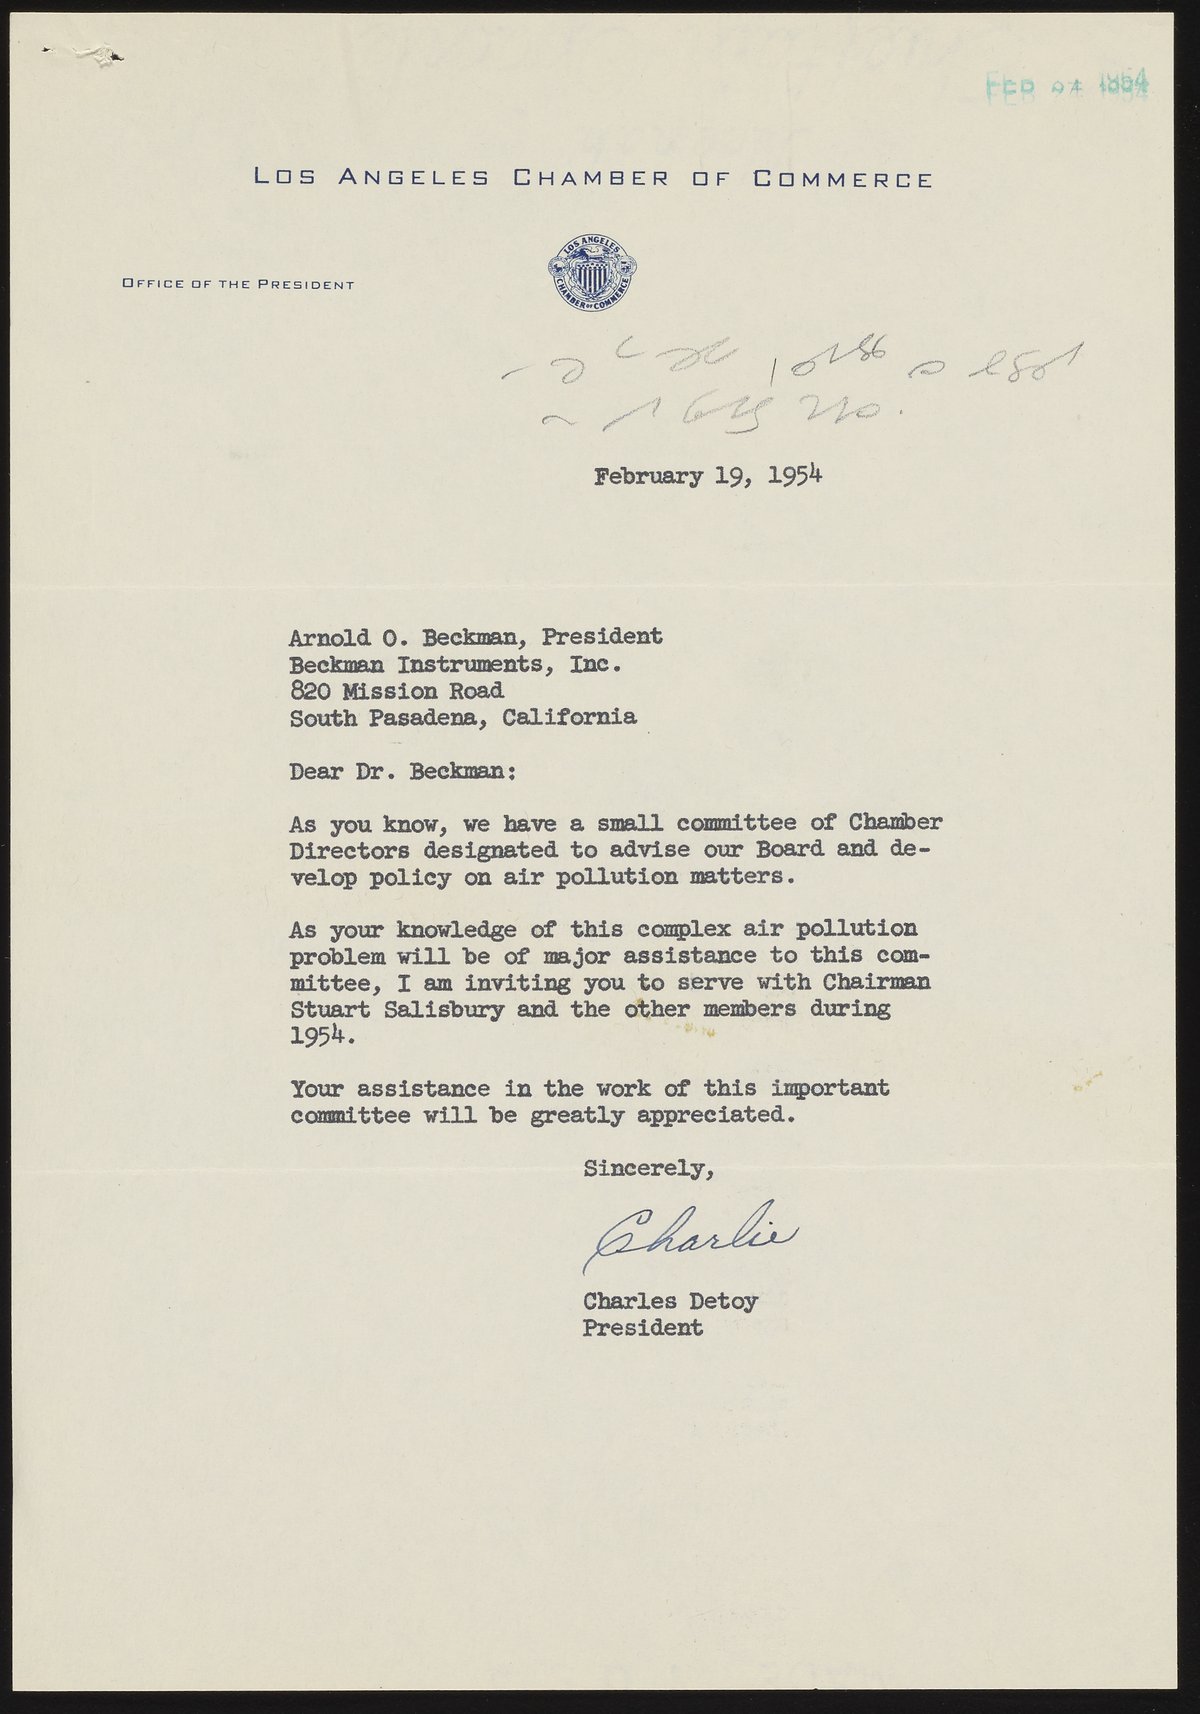 FEB 1954
LOS ANGELES CHAMBER OF COMMERCE
LOS ANGELES
CHAMBER OF COMMERCE
OFFICE OF THE PRESIDENT
February 19, 1954
Arnold O. Beckman, President
Beckman Instruments, Inc.
820 Mission Road
South Pasadena, California
Dear Dr. Beckman:
As you know, we have a small committee of Chamber
Directors designated to advise our Board and de-
velop policy on air pollution matters.
As your knowledge of this complex air pollution
problem will be of major assistance to this com-
mittee, I am inviting you to serve with Chairman
Stuart Salisbury and the other members during
1954.
Your assistance in the work of this important
committee will be greatly appreciated.
Sincerely,
Charlie
Charles Detoy
President